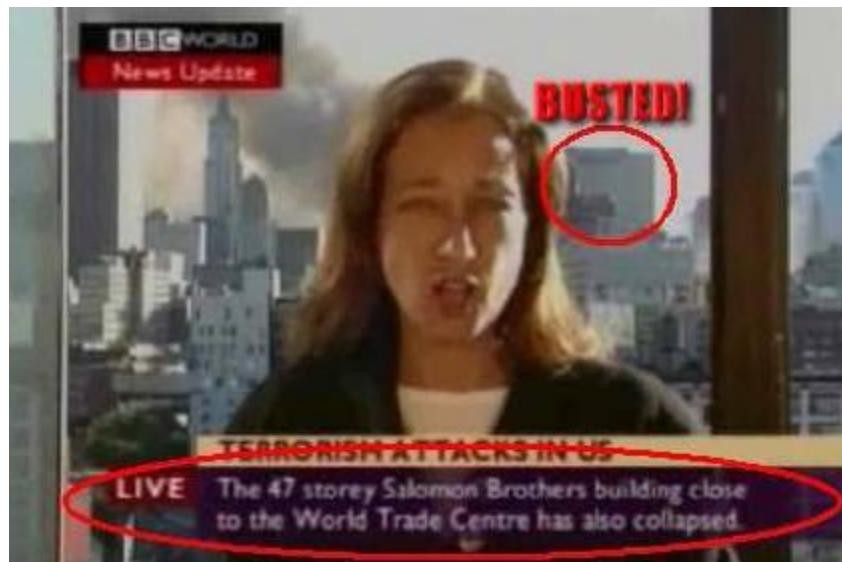 BBC WORLD
News Update
BUSTED!
TERRORISM ATTACKS IN US
LIVE
The 47 storey Salomon Brothers building close
to the World Trade Centre has also collapsed.